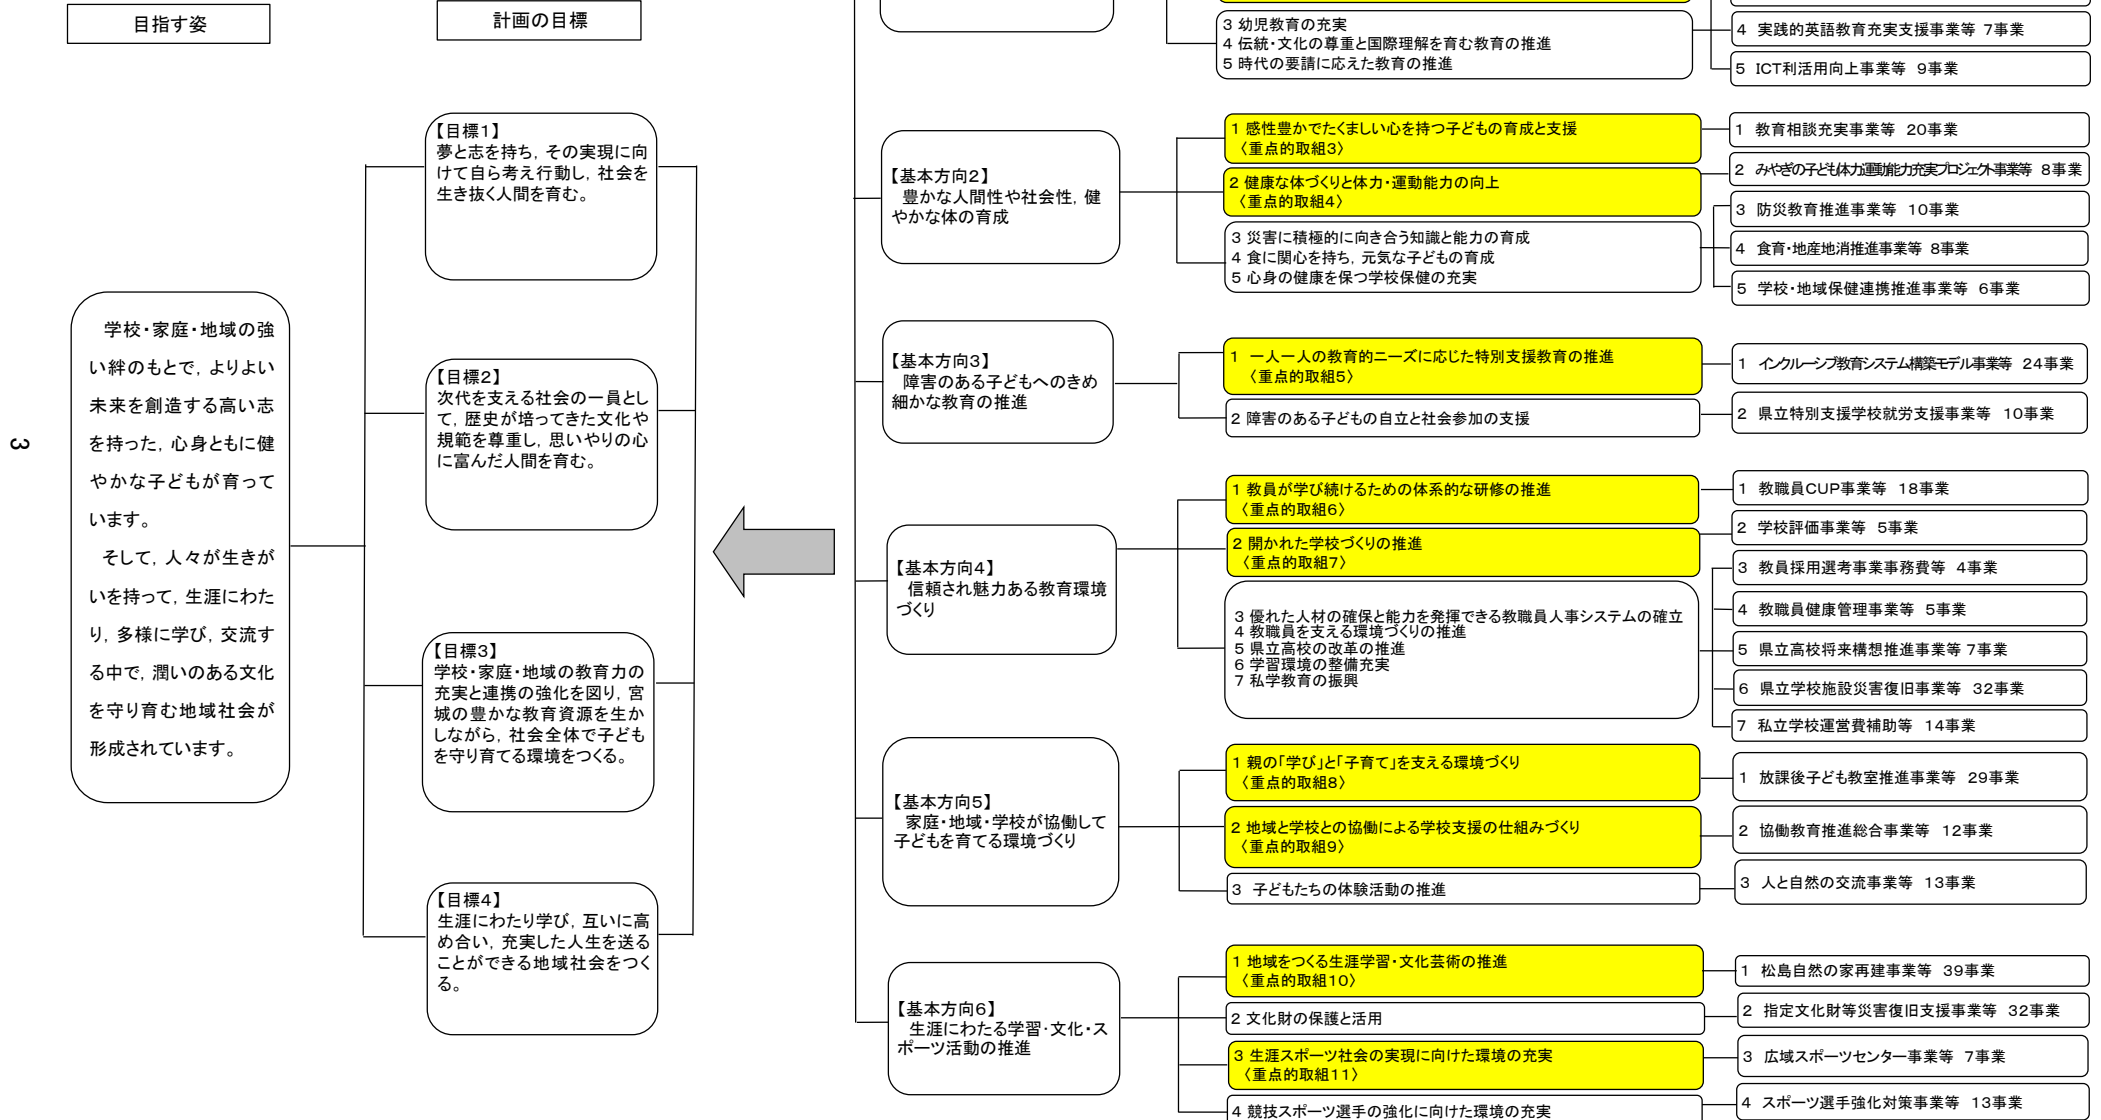 目指す姿
計画の目標
3
学校・家庭・地域の強
い絆のもとで，よりよい
未来を創造する高い志
を持った，心身ともに健
やかな子どもが育って
います。
そして，人々が生きが
いを持って，生涯にわた
り，多様に学び，交流す
る中で，潤いのある文化
を守り育む地域社会が
形成されています。
【目標1】
夢と志を持ち，その実現に向
けて自ら考え行動し，社会を
生き抜く人間を育む。
【目標2】
次代を支える社会の一員とし
て，歴史が培ってきた文化や
規範を尊重し，思いやりの心
に富んだ人間を育む。
【目標3】
学校・家庭・地域の教育力の
充実と連携の強化を図り，宮
城の豊かな教育資源を生か
しながら，社会全体で子ども
を守り育てる環境をつくる。
【目標4】
生涯にわたり学び，互いに高
め合い，充実した人生を送る
ことができる地域社会をつく
る。
3 幼児教育の充実
4 伝統・文化の尊重と国際理解を育む教育の推進
5 時代の要請に応えた教育の推進
4 実践的英語教育充実支援事業等 7事業
5 ICT利活用向上事業等 9事業
【基本方向2】
豊かな人間性や社会性，健
やかな体の育成
1 感性豊かでたくましい心を持つ子どもの育成と支援
〈重点的取組3〉
2 健康な体づくりと体力・運動能力の向上
〈重点的取組4〉
3 災害に積極的に向き合う知識と能力の育成
4 食に関心を持ち，元気な子どもの育成
5 心身の健康を保つ学校保健の充実
1 教育相談充実事業等 20事業
2 みやぎの子ども体力運動能力充実プロジェクト事業等 8事業
3 防災教育推進事業等 10事業
4 食育・地産地消推進事業等 8事業
5 学校・地域保健連携推進事業等 6事業
【基本方向3】
障害のある子どもへのきめ
細かな教育の推進
1 一人一人の教育的ニーズに応じた特別支援教育の推進
〈重点的取組5〉
2 障害のある子どもの自立と社会参加の支援
1 インクルーシブ教育システム構築モデル事業等 24事業
2 県立特別支援学校就労支援事業等 10事業
【基本方向4】
信頼され魅力ある教育環境
づくり
1 教員が学び続けるための体系的な研修の推進
〈重点的取組6〉
2 開かれた学校づくりの推進
〈重点的取組7〉
3 優れた人材の確保と能力を発揮できる教職員人事システムの確立
4 教職員を支える環境づくりの推進
5 県立高校の改革の推進
6 学習環境の整備充実
7 私学教育の振興
1 教職員CUP事業等 18事業
2 学校評価事業等 5事業
3 教員採用選考事業事務費等 4事業
4 教職員健康管理事業等 5事業
5 県立高校将来構想推進事業等 7事業
6 県立学校施設災害復旧事業等 32事業
7 私立学校運営費補助等 14事業
【基本方向5】
家庭・地域・学校が協働して
子どもを育てる環境づくり
1 親の「学び」と「子育て」を支える環境づくり
〈重点的取組8〉
2 地域と学校との協働による学校支援の仕組みづくり
〈重点的取組9〉
3 子どもたちの体験活動の推進
1 放課後子ども教室推進事業等 29事業
2 協働教育推進総合事業等 12事業
3 人と自然の交流事業等 13事業
【基本方向6】
生涯にわたる学習・文化・ス
ポーツ活動の推進
1 地域をつくる生涯学習・文化芸術の推進
〈重点的取組10〉
2 文化財の保護と活用
3 生涯スポーツ社会の実現に向けた環境の充実
〈重点的取組11〉
4 競技スポーツ選手の強化に向けた環境の充実
1 松島自然の家再建事業等 39事業
2 指定文化財等災害復旧支援事業等 32事業
3 広域スポーツセンター事業等 7事業
4 スポーツ選手強化対策事業等 13事業